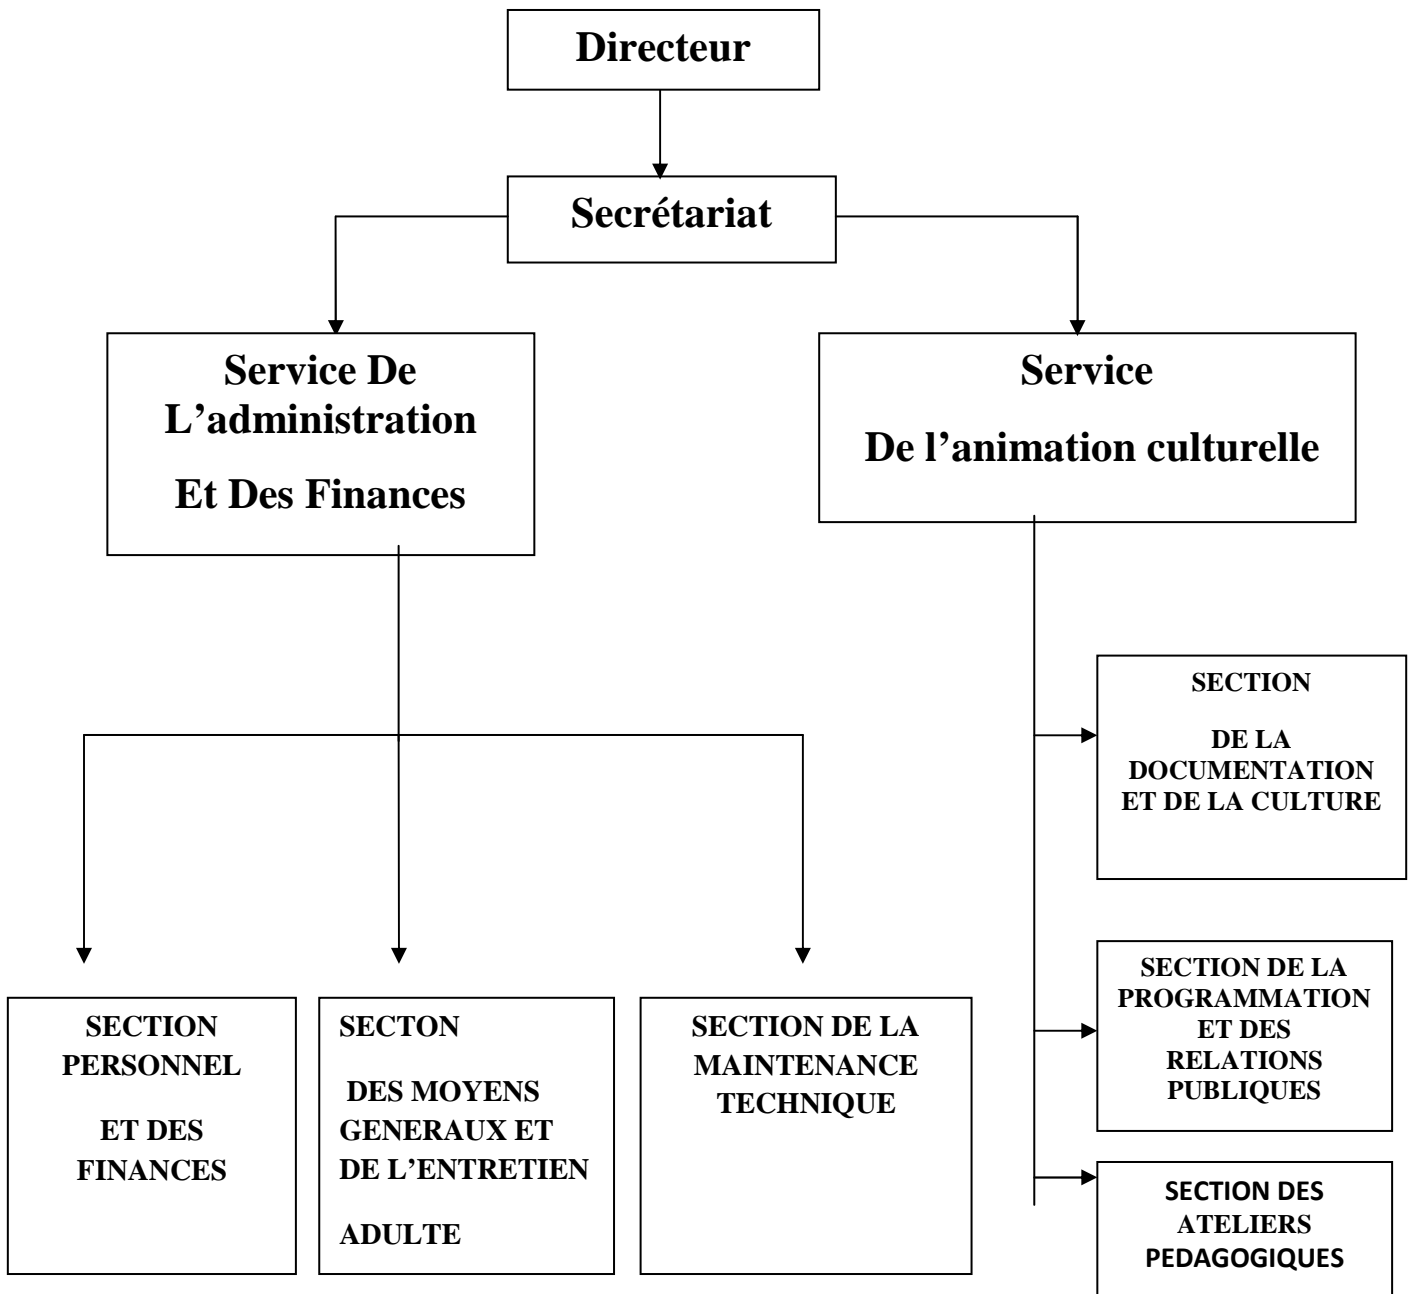 Directeur
Secrétariat
Service De
L’administration
Et Des Finances
Service
De l’animation culturelle
SECTION
DE LA
DOCUMENTATION
ET DE LA CULTURE
SECTION DE LA
PROGRAMMATION
ET DES
RELATIONS
PUBLIQUES
SECTION
PERSONNEL
ET DES
FINANCES
SECTON
DES MOYENS
GENERAUX ET
DE L’ENTRETIEN
ADULTE
SECTION DE LA
MAINTENANCE
TECHNIQUE
SECTION DES
ATELIERS
PEDAGOGIQUES